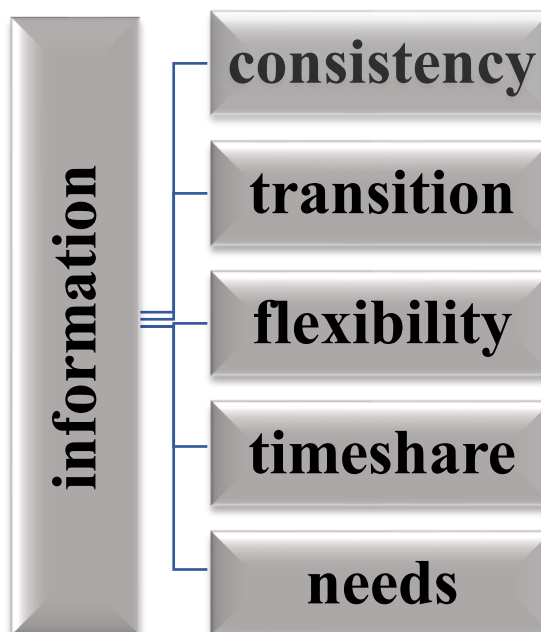 information
consistency
transition
flexibility
timeshare
needs